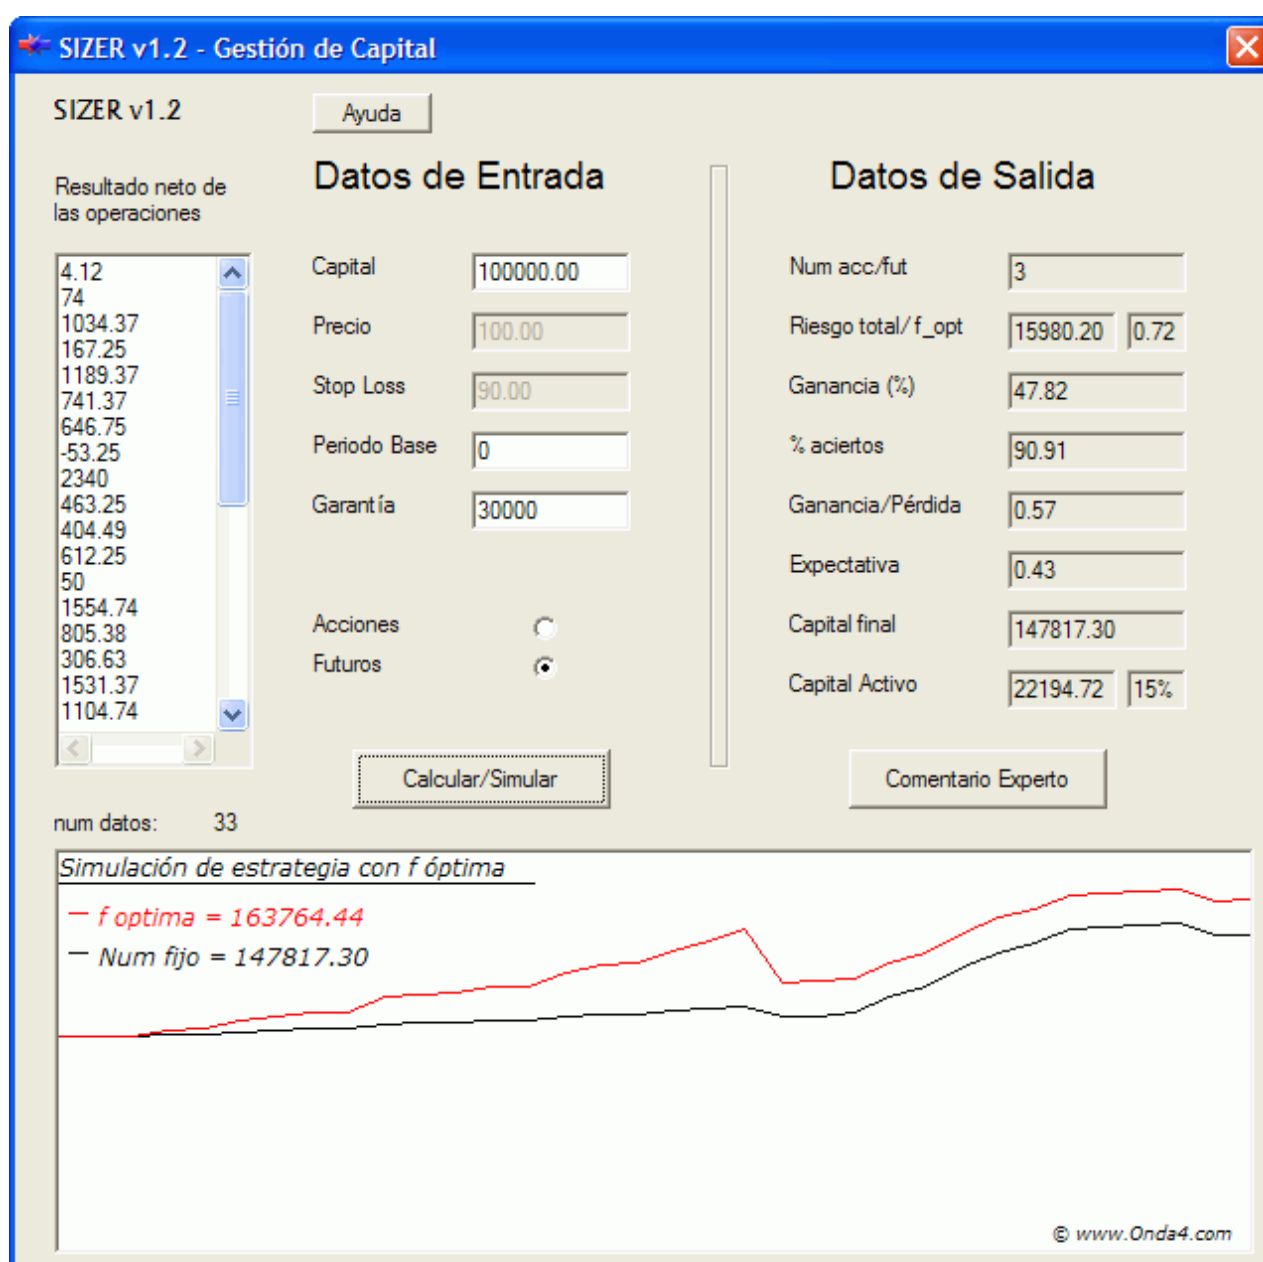 SIZER v1.2 - Gestión de Capital
SIZER v1.2
Ayuda
Resultado neto de
las operaciones
4.12
74
1034.37
167.25
1189.37
741.37
646.75
-53.25
2340
463.25
404.49
612.25
50
1554.74
805.38
306.63
1531.37
1104.74
num datos: 33
Datos de Entrada
Capital 100000.00
Precio 100.00
Stop Loss 90.00
Periodo Base 0
Garantía 30000
Acciones
Futuros
Calcular/Simular
Datos de Salida
Num acc/fut 3
Riesgo total/ f_opt 15980.20 0.72
Ganancia (%) 47.82
% aciertos 90.91
Ganancia/Pérdida 0.57
Expectativa 0.43
Capital final 147817.30
Capital Activo 22194.72 15%
Comentario Experto
Simulación de estrategia con f óptima
f optima = 163764.44
Num fijo = 147817.30
© www.Onda4.com